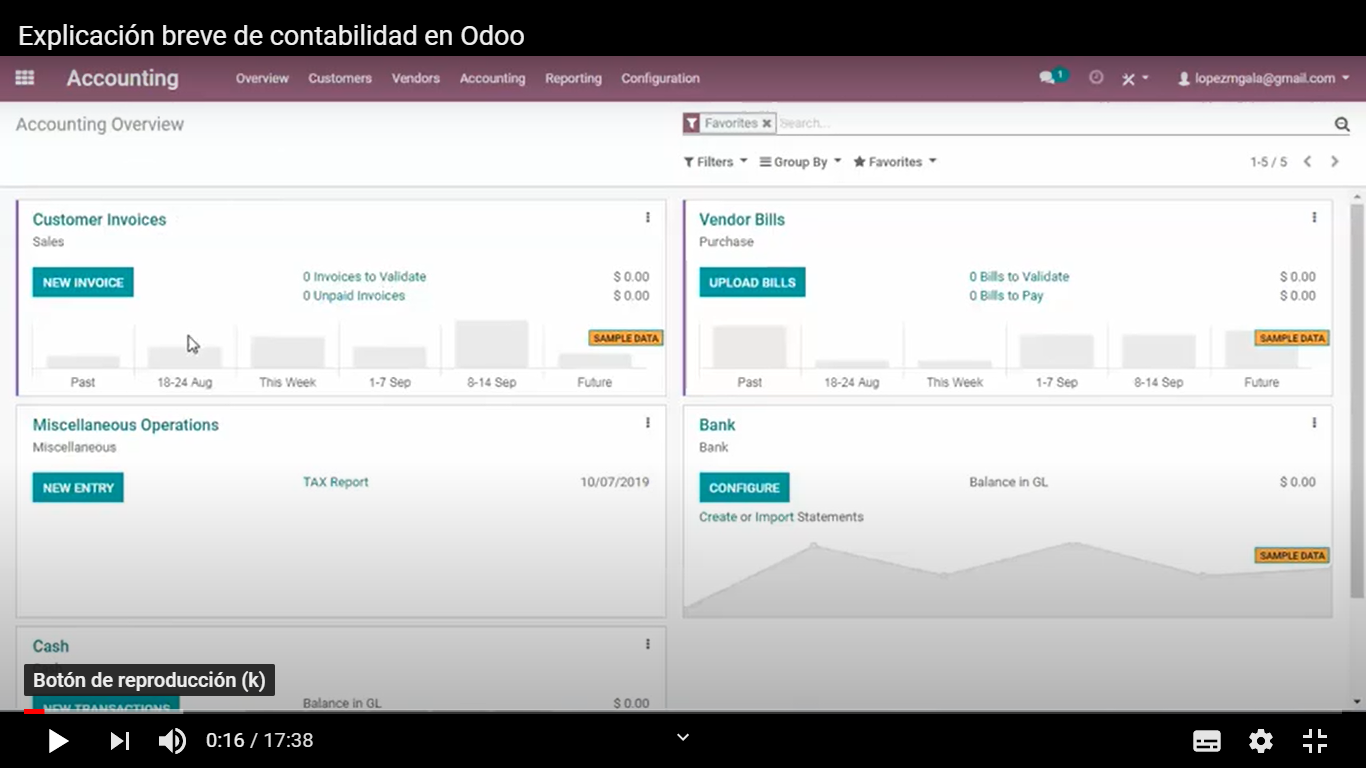 Explicación breve de contabilidad en Odoo
Accounting Overview Customers Vendors Accounting Reporting Configuration 1 lopezmgala@gmail.com
Accounting Overview
Favorites × Search...
Filters Group By Favorites 1-5 / 5
Customer Invoices
Sales
NEW INVOICE
0 Invoices to Validate $ 0.00
0 Unpaid Invoices $ 0.00
SAMPLE DATA
Past 18-24 Aug This Week 1-7 Sep 8-14 Sep Future
Vendor Bills
Purchase
UPLOAD BILLS
0 Bills to Validate $ 0.00
0 Bills to Pay $ 0.00
SAMPLE DATA
Past 18-24 Aug This Week 1-7 Sep 8-14 Sep Future
Miscellaneous Operations
Miscellaneous
NEW ENTRY TAX Report 10/07/2019
Bank
Bank
CONFIGURE Balance in GL $ 0.00
Create or Import Statements
SAMPLE DATA
Cash
Botón de reproducción (k)
NEW TRANSACTIONS Balance in GL $ 0.00
0:16 / 17:38